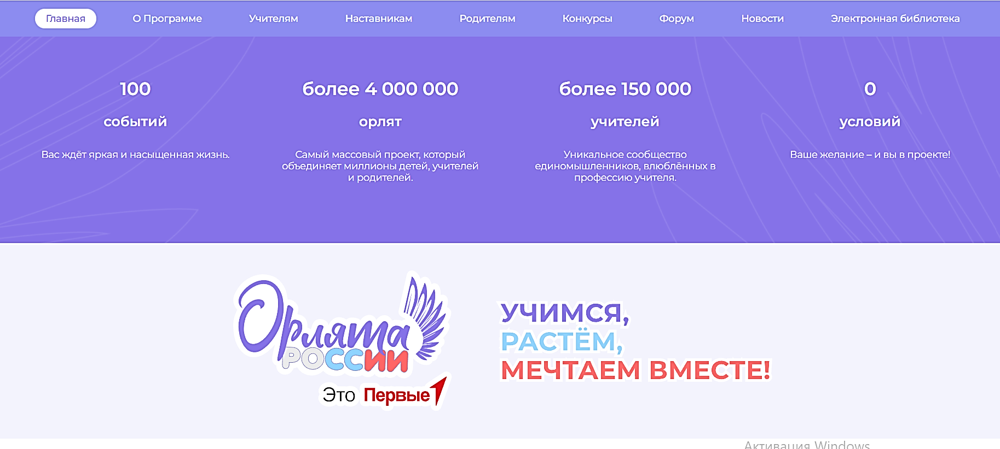 Главная О Программе Учителям Наставникам Родителям Конкурсы Форум Новости Электронная библиотека
100
событий
Вас ждёт яркая и насыщенная жизнь.
более 4 000 000
орлят
Самый массовый проект, который
объединяет миллионы детей, учителей
и родителей.
более 150 000
учителей
Уникальное сообщество
единомышленников, влюблённых в
профессию учителя.
0
условий
Ваше желание – и вы в проекте!
Орлята
РОССИИ
Это Первые
УЧИМСЯ,
РАСТЁМ,
МЕЧТАЕМ ВМЕСТЕ!
Активация Windows